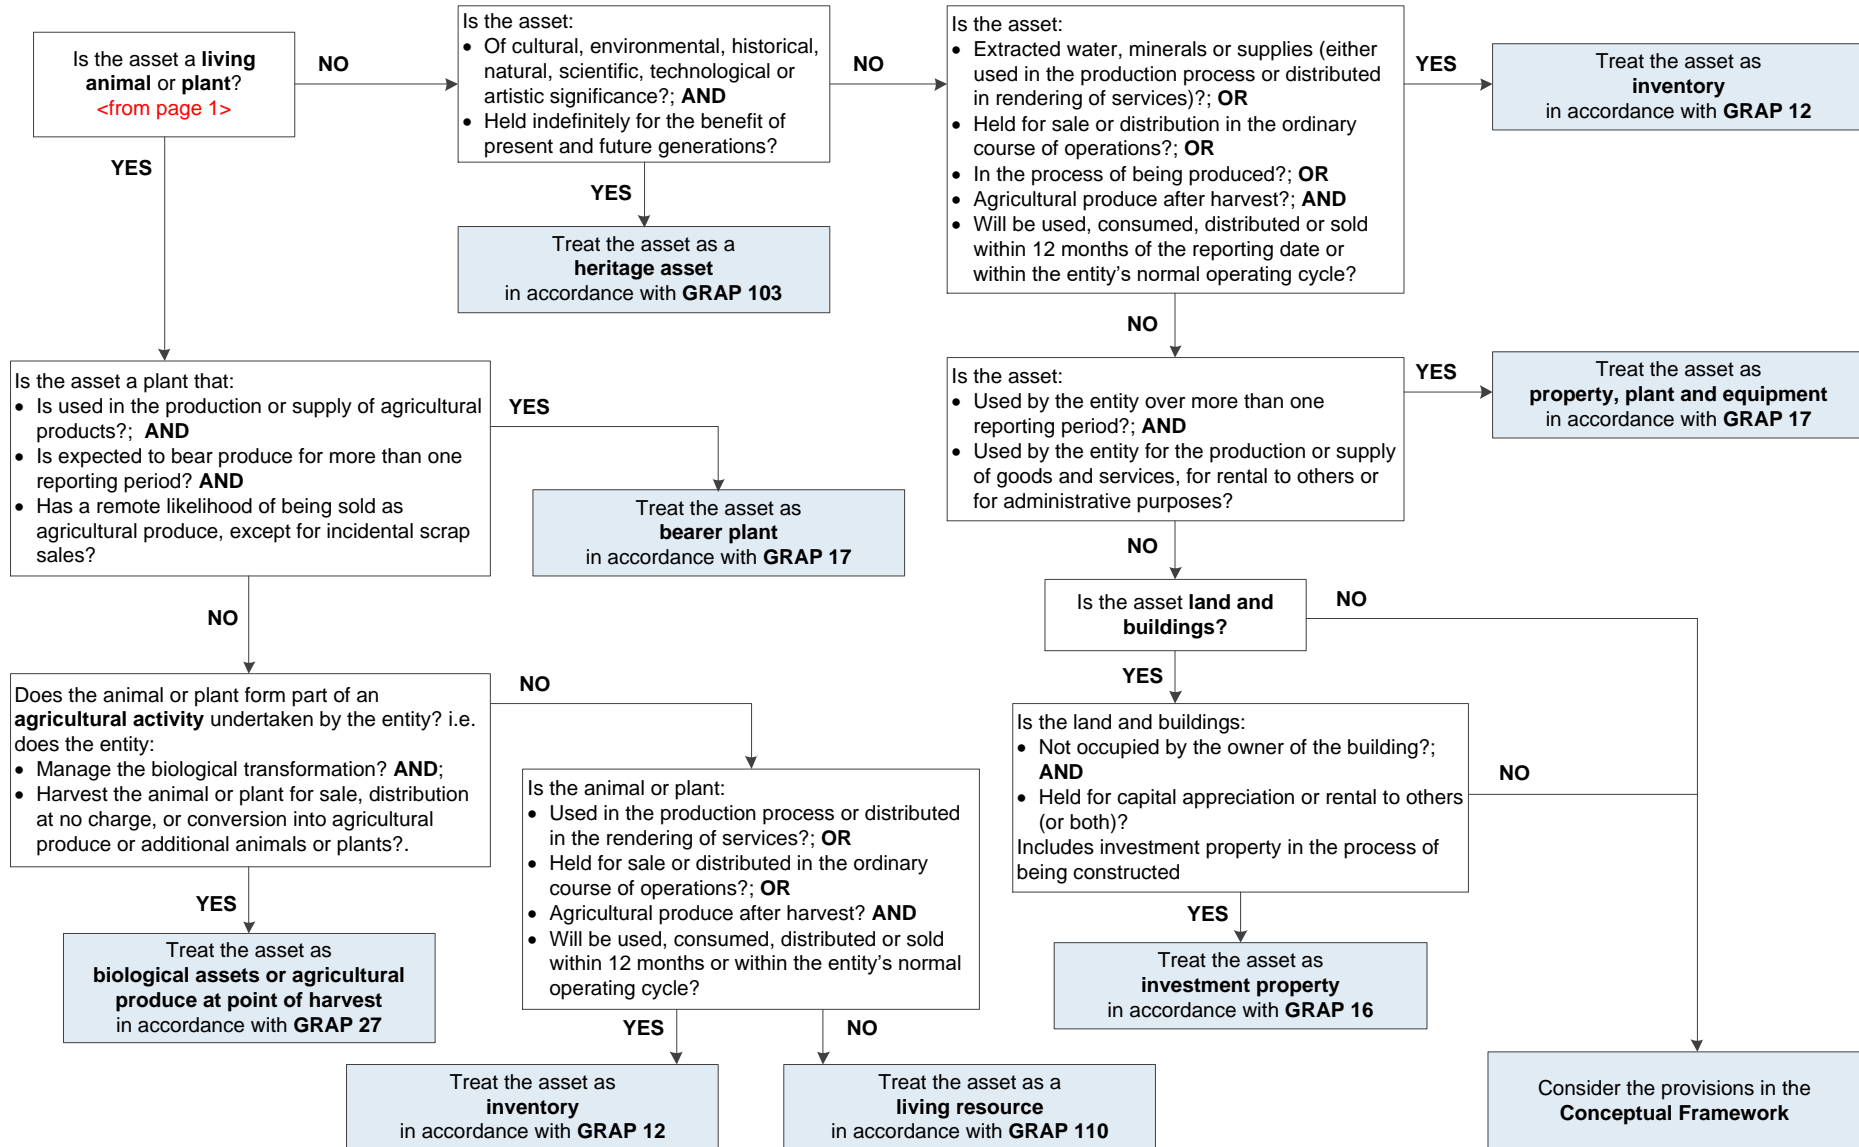 Is the asset a living
animal or plant?
<from page 1>
NO
YES
Is the asset:
• Of cultural, environmental, historical,
natural, scientific, technological or
artistic significance?; AND
• Held indefinitely for the benefit of
present and future generations?
NO
YES
Treat the asset as a
heritage asset
in accordance with GRAP 103
Is the asset:
• Extracted water, minerals or supplies (either
used in the production process or distributed
in rendering of services)?; OR
• Held for sale or distribution in the ordinary
course of operations?; OR
• In the process of being produced?; OR
• Agricultural produce after harvest?; AND
• Will be used, consumed, distributed or sold
within 12 months of the reporting date or
within the entity’s normal operating cycle?
YES
Treat the asset as
inventory
in accordance with GRAP 12
NO
Is the asset:
• Used by the entity over more than one
reporting period?; AND
• Used by the entity for the production or supply
of goods and services, for rental to others or
for administrative purposes?
YES
Treat the asset as
property, plant and equipment
in accordance with GRAP 17
NO
Is the asset land and
buildings?
NO
YES
Is the land and buildings:
• Not occupied by the owner of the building?;
AND
• Held for capital appreciation or rental to others
(or both)?
Includes investment property in the process of
being constructed
NO
YES
Treat the asset as
investment property
in accordance with GRAP 16
Consider the provisions in the
Conceptual Framework
Is the asset a plant that:
• Is used in the production or supply of agricultural
products?; AND
• Is expected to bear produce for more than one
reporting period? AND
• Has a remote likelihood of being sold as
agricultural produce, except for incidental scrap
sales?
YES
Treat the asset as
bearer plant
in accordance with GRAP 17
NO
Does the animal or plant form part of an
agricultural activity undertaken by the entity? i.e.
does the entity:
• Manage the biological transformation? AND;
• Harvest the animal or plant for sale, distribution
at no charge, or conversion into agricultural
produce or additional animals or plants?.
NO
YES
Treat the asset as
biological assets or agricultural
produce at point of harvest
in accordance with GRAP 27
Is the animal or plant:
• Used in the production process or distributed
in the rendering of services?; OR
• Held for sale or distributed in the ordinary
course of operations?; OR
• Agricultural produce after harvest? AND
• Will be used, consumed, distributed or sold
within 12 months or within the entity’s normal
operating cycle?
YES
NO
Treat the asset as
inventory
in accordance with GRAP 12
Treat the asset as a
living resource
in accordance with GRAP 110